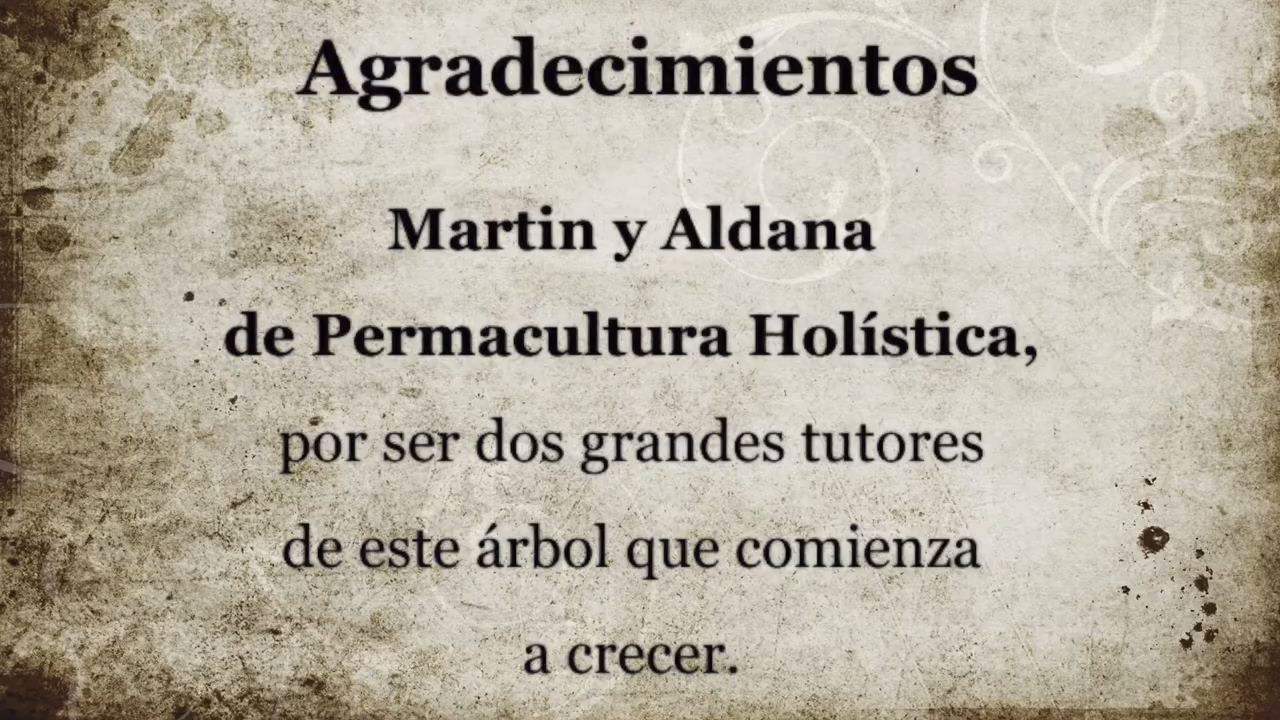 Agradecimientos
Martin y Aldana
de Permacultura Holística,
por ser dos grandes tutores
de este árbol que comienza
a crecer.